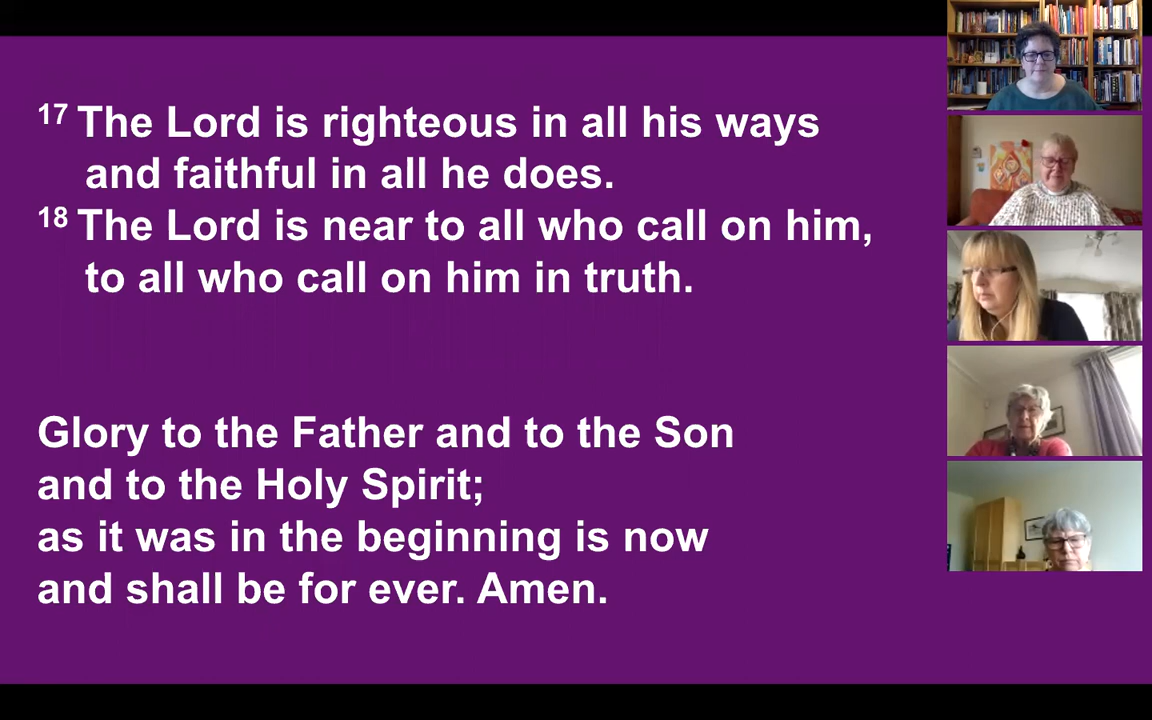 17 The Lord is righteous in all his ways
and faithful in all he does.
18 The Lord is near to all who call on him,
to all who call on him in truth.
Glory to the Father and to the Son
and to the Holy Spirit;
as it was in the beginning is now
and shall be for ever. Amen.